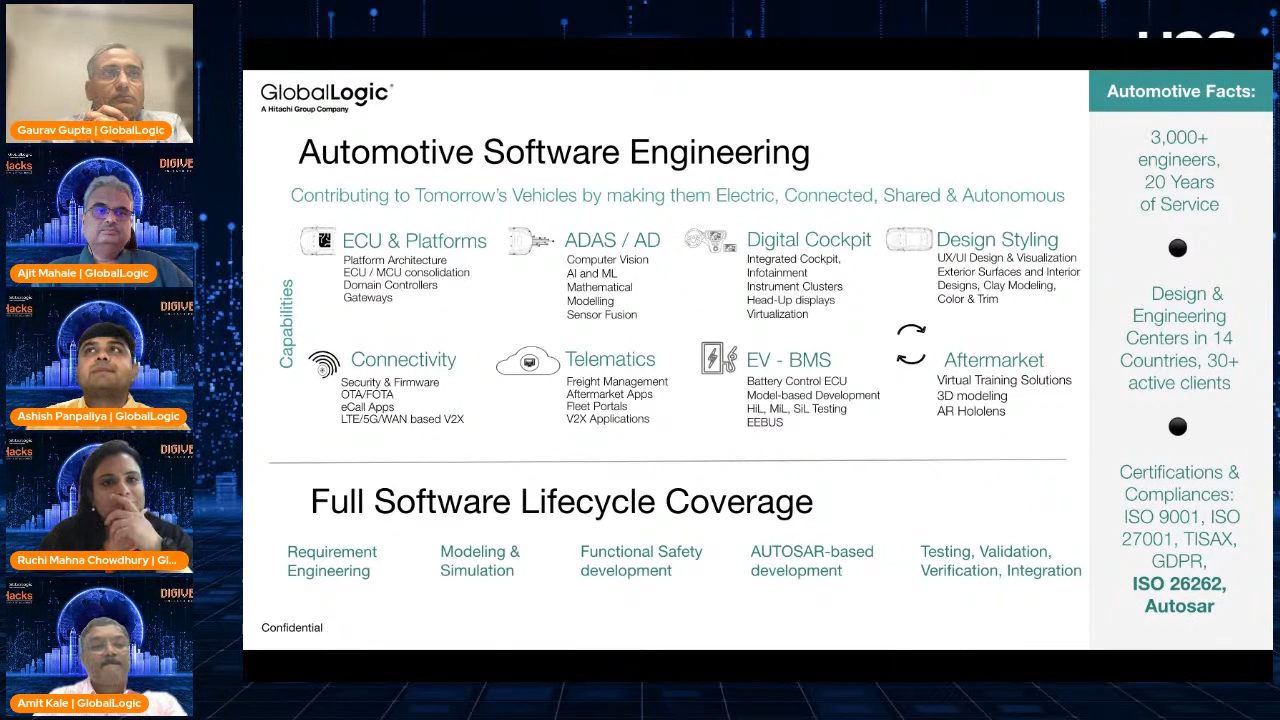 Gaurav Gupta | GlobalLogic
GlobalLogic
Hacks
DIGIVE
Ajit Mahale | GlobalLogic
Hacks
DIGIVE
Ashish Panpaliya | GlobalLogic
Hacks
DIGIVE
Ruchi Mahna Chowdhury | Gl...
Hacks
DIGIVE
Amit Kale | GlobalLogic
GlobalLogic®
A Hitachi Group Company
Automotive Software Engineering
Contributing to Tomorrow's Vehicles by making them Electric, Connected, Shared & Autonomous
Capabilities
ECU & Platforms
Platform Architecture
ECU / MCU consolidation
Domain Controllers
Gateways
ADAS / AD
Computer Vision
AI and ML
Mathematical
Modelling
Sensor Fusion
Digital Cockpit
Integrated Cockpit,
Infotainment
Instrument Clusters
Head-Up displays
Virtualization
Design Styling
UX/UI Design & Visualization
Exterior Surfaces and Interior
Designs, Clay Modeling,
Color & Trim
Connectivity
Security & Firmware
OTA/FOTA
eCall Apps
LTE/5G/WAN based V2X
Telematics
Freight Management
Aftermarket Apps
Fleet Portals
V2X Applications
EV - BMS
Battery Control ECU
Model-based Development
HiL, MiL, SiL Testing
EEBUS
Aftermarket
Virtual Training Solutions
3D modeling
AR Hololens
Full Software Lifecycle Coverage
Requirement
Engineering
Modeling &
Simulation
Functional Safety
development
AUTOSAR-based
development
Testing, Validation,
Verification, Integration
Confidential
Automotive Facts:
3,000+
engineers,
20 Years
of Service
Design &
Engineering
Centers in 14
Countries, 30+
active clients
Certifications &
Compliances:
ISO 9001, ISO
27001, TISAX,
GDPR,
ISO 26262,
Autosar